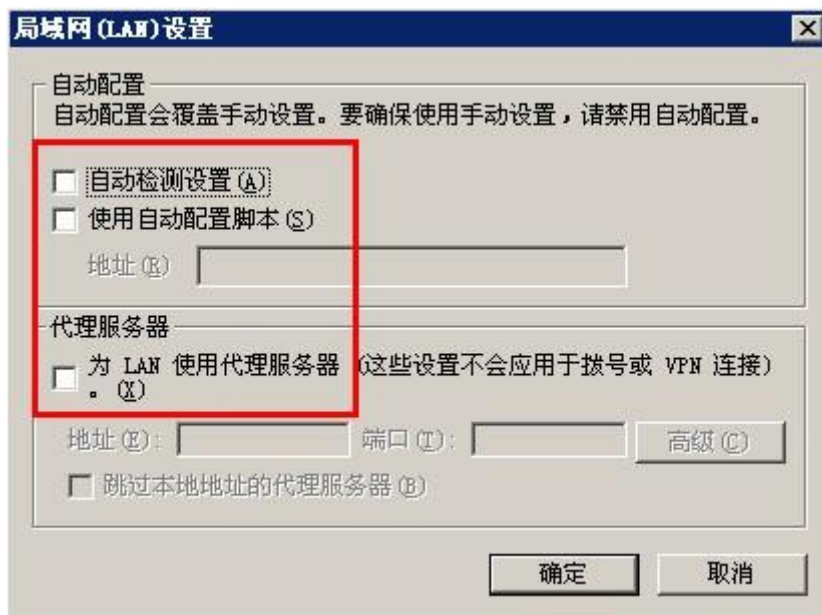 局域网(LAN)设置
自动配置
自动配置会覆盖手动设置。要确保使用手动设置，请禁用自动配置。
自动检测设置(A)
使用自动配置脚本(S)
地址(R)
代理服务器
为 LAN 使用代理服务器 (这些设置不会应用于拨号或 VPN 连接)
。(X)
地址(E): 端口(T): 高级(C)
跳过本地地址的代理服务器(B)
确定 取消